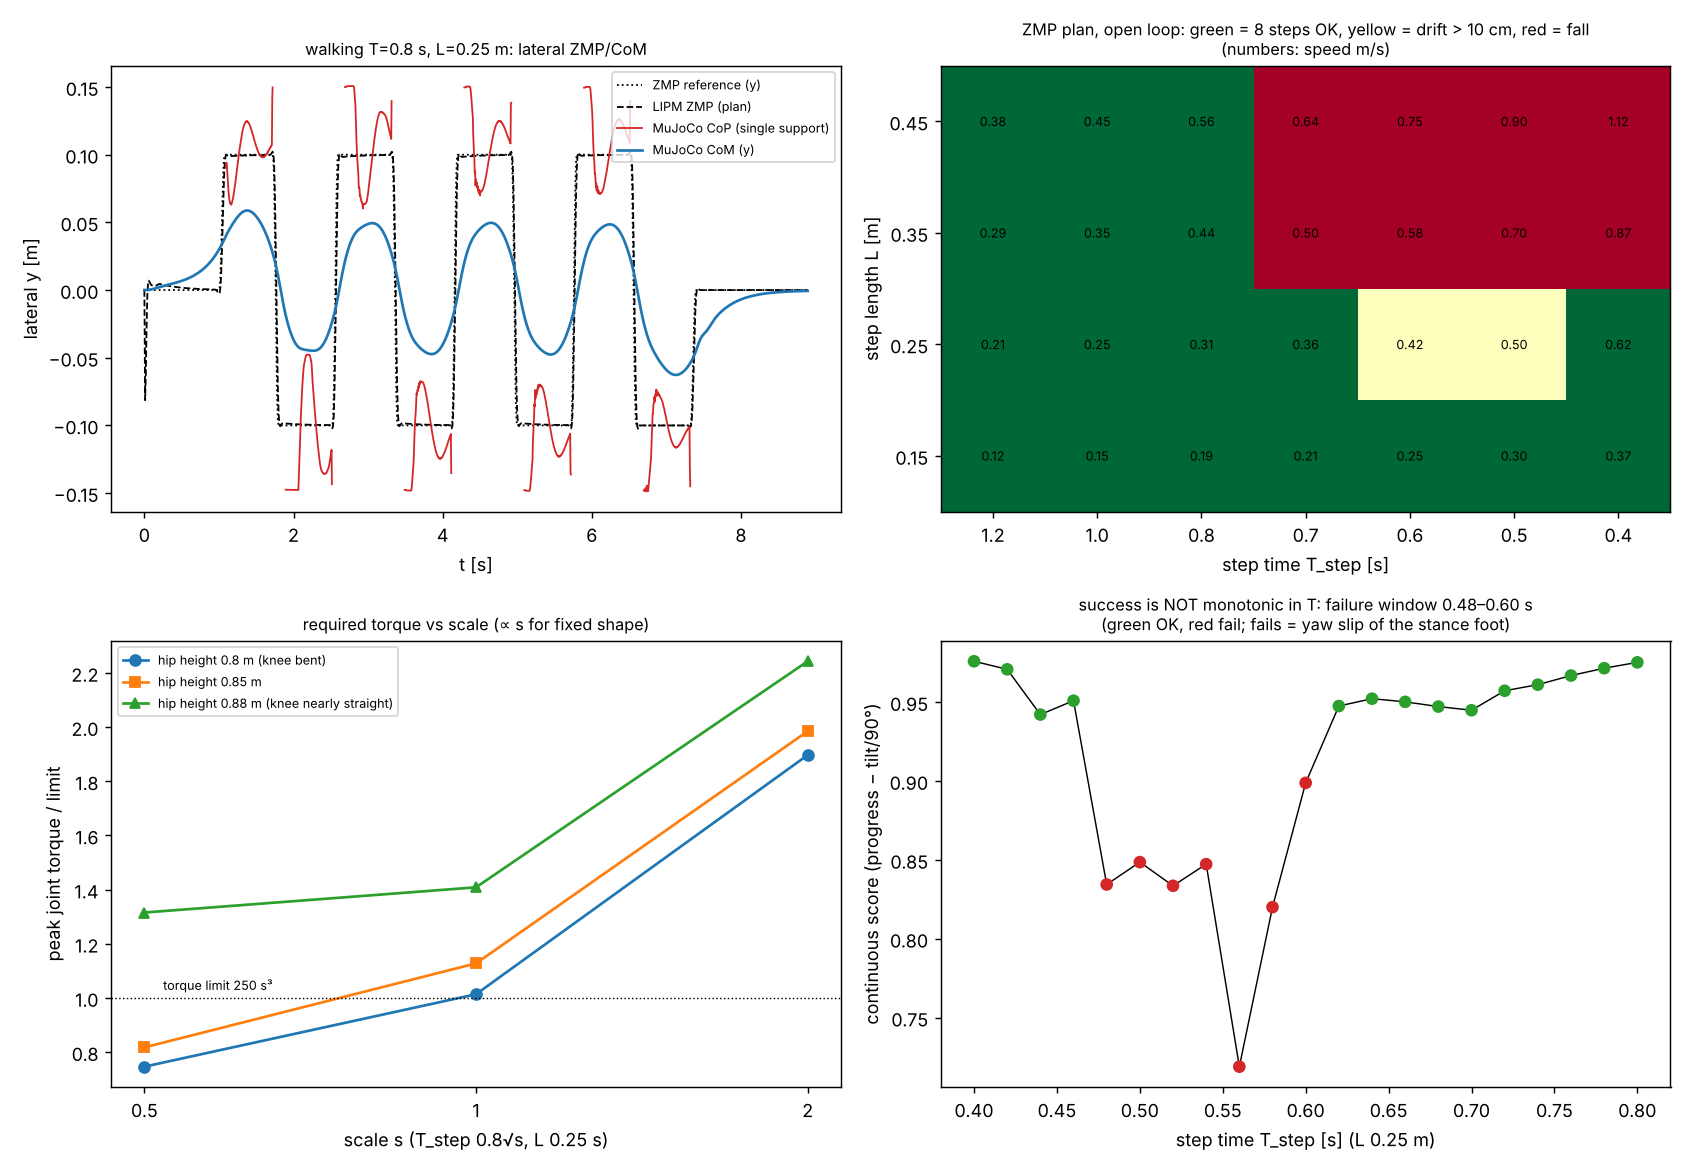 walking T=0.8 s, L=0.25 m: lateral ZMP/CoM
ZMP reference (y)
LIPM ZMP (plan)
MuJoCo CoP (single support)
MuJoCo CoM (y)
lateral y [m]
0.15
0.10
0.05
0.00
−0.05
−0.10
−0.15
0 2 4 6 8
t [s]
ZMP plan, open loop: green = 8 steps OK, yellow = drift > 10 cm, red = fall
(numbers: speed m/s)
step length L [m]
0.45
0.38 0.45 0.56 0.64 0.75 0.90 1.12
0.35
0.29 0.35 0.44 0.50 0.58 0.70 0.87
0.25
0.21 0.25 0.31 0.36 0.42 0.50 0.62
0.15
0.12 0.15 0.19 0.21 0.25 0.30 0.37
1.2 1.0 0.8 0.7 0.6 0.5 0.4
step time T_step [s]
required torque vs scale (∝ s for fixed shape)
hip height 0.8 m (knee bent)
hip height 0.85 m
hip height 0.88 m (knee nearly straight)
peak joint torque / limit
2.2
2.0
1.8
1.6
1.4
1.2
1.0
0.8
torque limit 250 s³
0.5 1 2
scale s (T_step 0.8√s, L 0.25 s)
success is NOT monotonic in T: failure window 0.48–0.60 s
(green OK, red fail; fails = yaw slip of the stance foot)
continuous score (progress − tilt/90°)
0.95
0.90
0.85
0.80
0.75
0.40 0.45 0.50 0.55 0.60 0.65 0.70 0.75 0.80
step time T_step [s] (L 0.25 m)